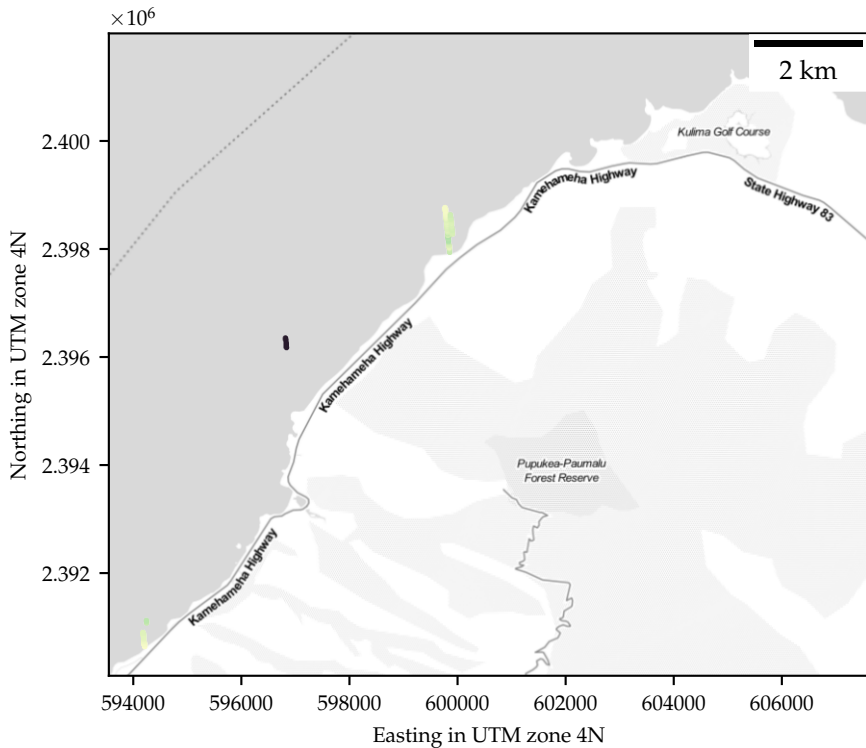 ×10⁶
2 km
Kulima Golf Course
2.400
Kamehameha Highway
State Highway 83
2.398
2.396
Kamehameha Highway
2.394
Pupukea-Paumalu
Forest Reserve
2.392
Kamehameha Highway
Northing in UTM zone 4N
594000 596000 598000 600000 602000 604000 606000
Easting in UTM zone 4N